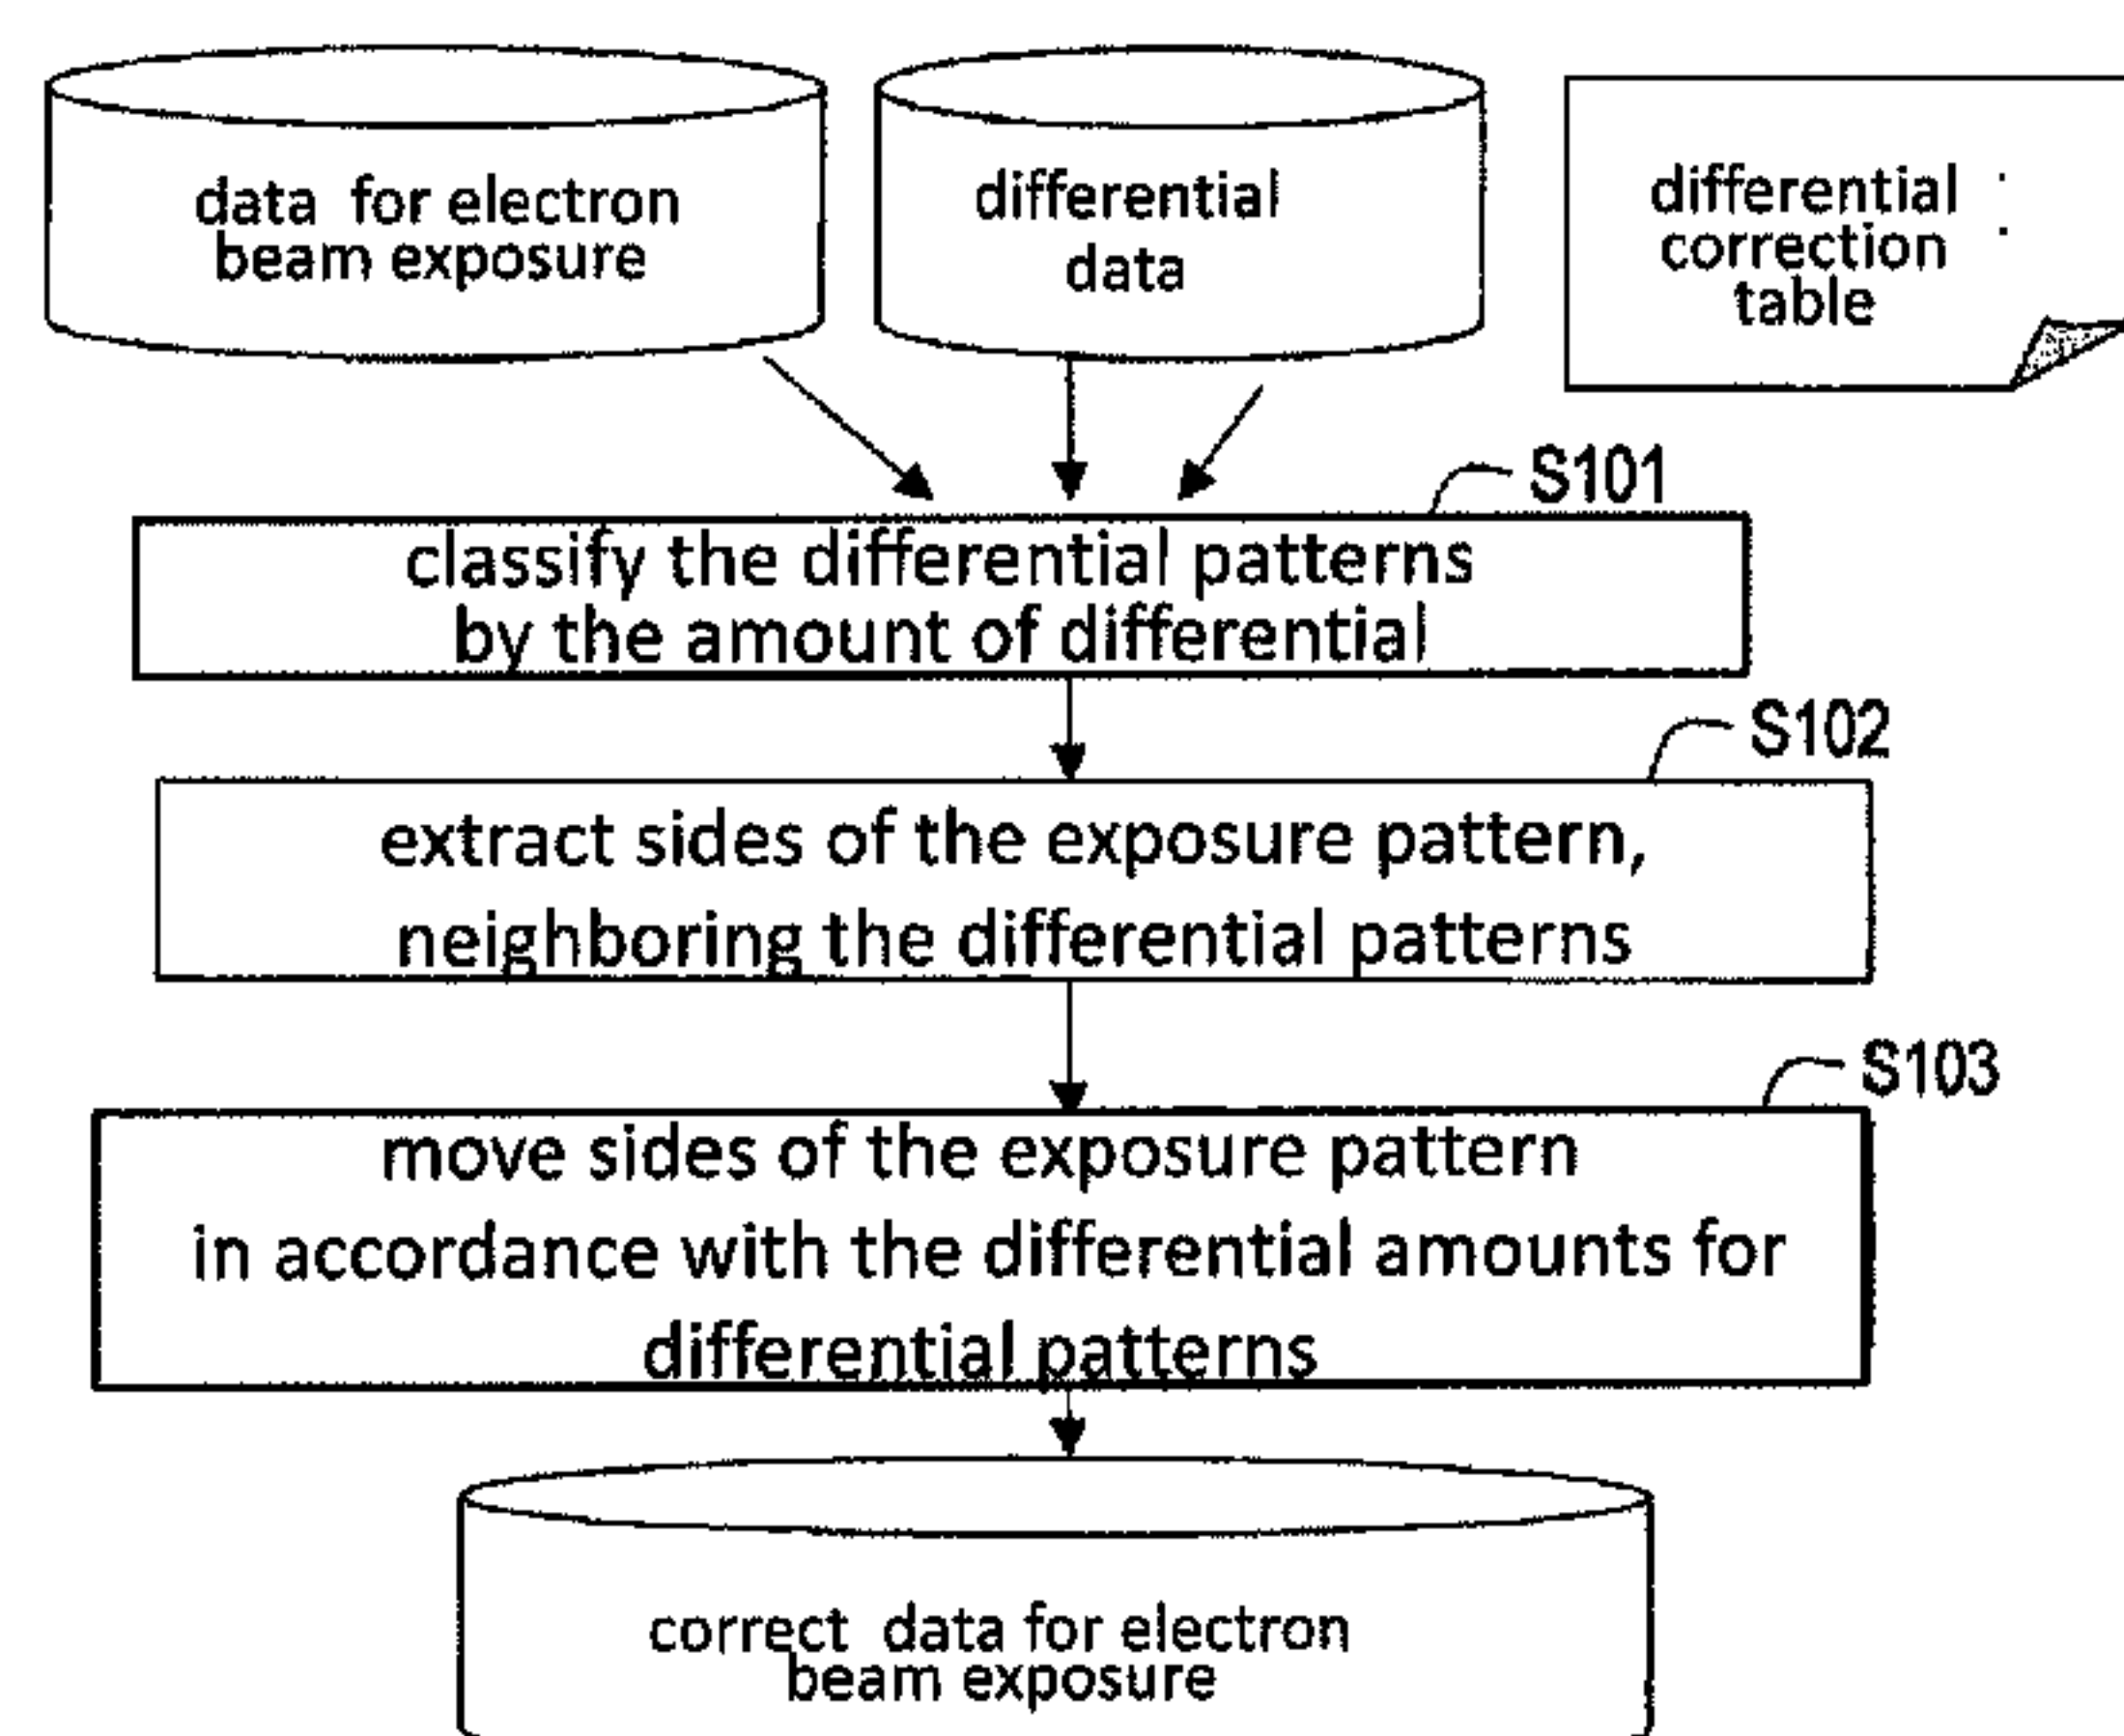 data for electron
beam exposure
differential
data
differential :
correction
table
S101
classify the differential patterns
by the amount of differential
S102
extract sides of the exposure pattern,
neighboring the differential patterns
S103
move sides of the exposure pattern
in accordance with the differential amounts for
differential patterns
correct data for electron
beam exposure